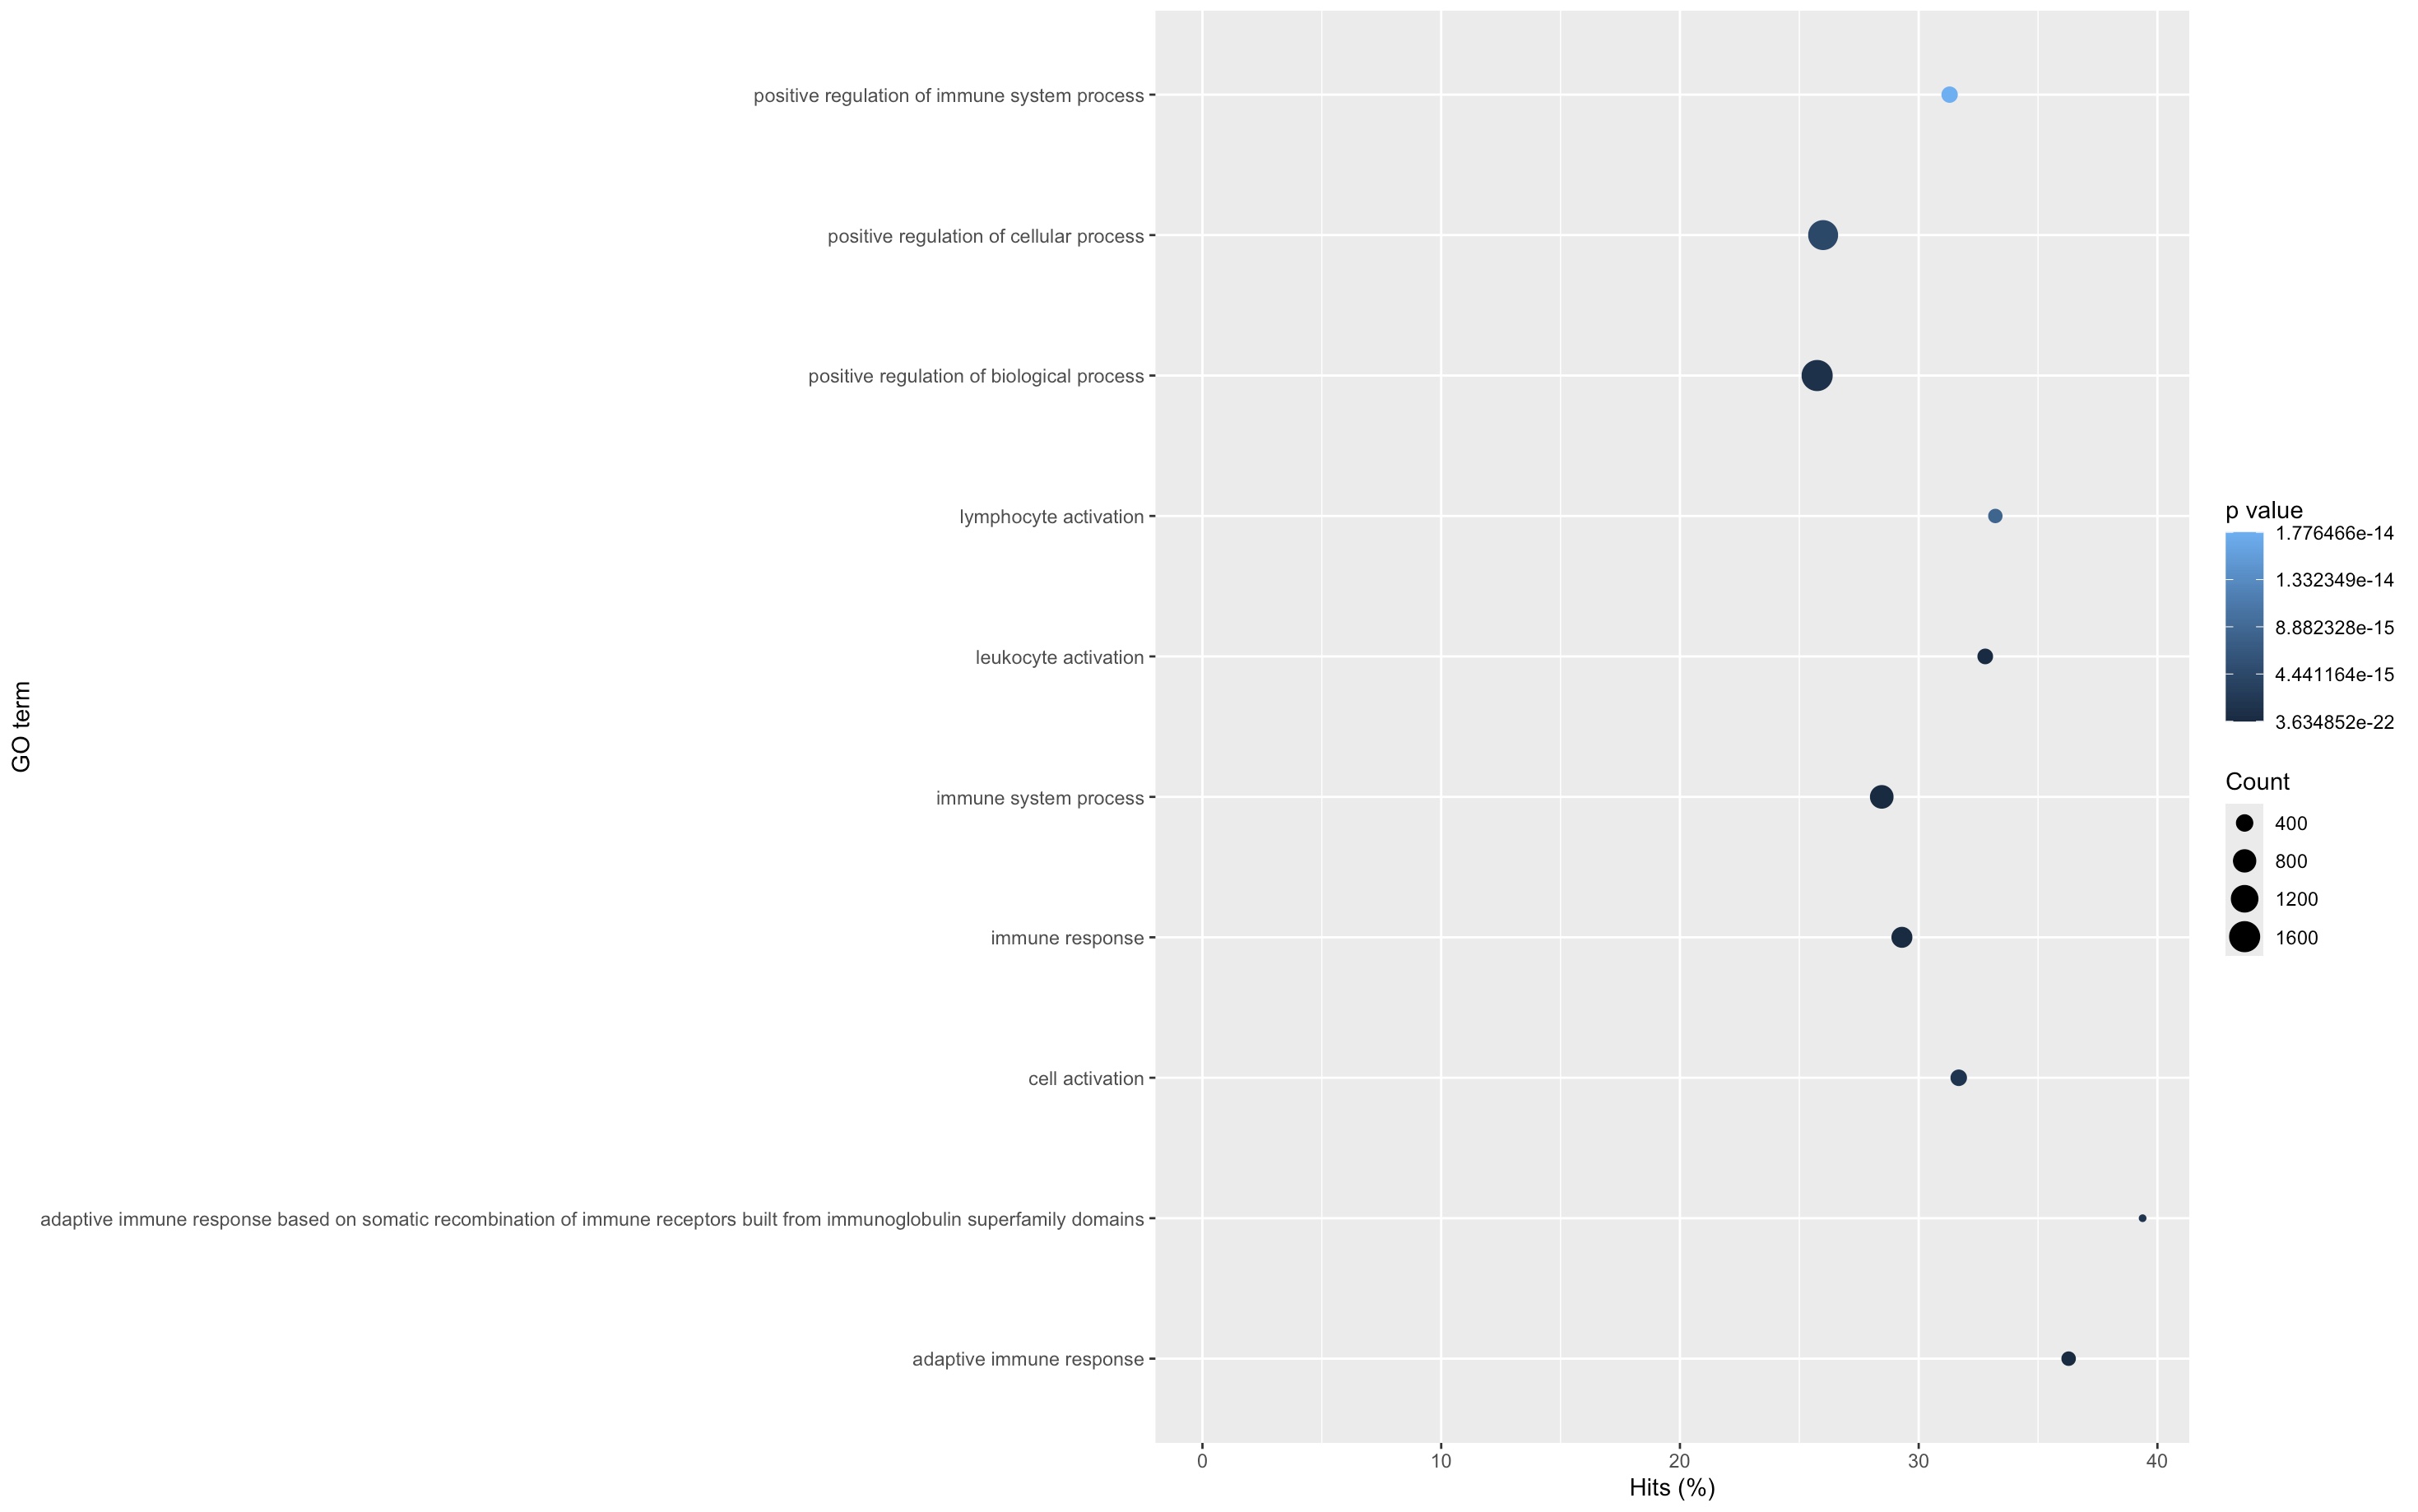 positive regulation of immune system process
positive regulation of cellular process
positive regulation of biological process
lymphocyte activation
leukocyte activation
immune system process
immune response
cell activation
adaptive immune response based on somatic recombination of immune receptors built from immunoglobulin superfamily domains
adaptive immune response
GO term
0 10 20 30 40
Hits (%)
p value
1.776466e-14
1.332349e-14
8.882328e-15
4.441164e-15
3.634852e-22
Count
400
800
1200
1600